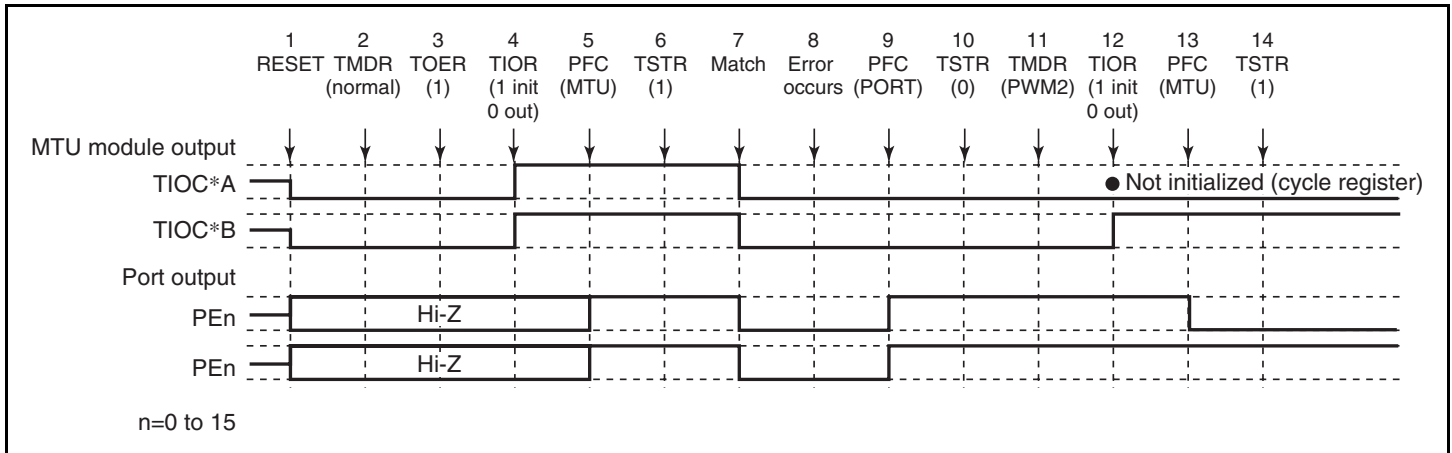 1 2 3 4 5 6 7 8 9 10 11 12 13 14
RESET TMDR TOER TIOR PFC TSTR Match Error PFC TSTR TMDR TIOR PFC TSTR
(normal) (1) (1 init (MTU) (1) occurs (PORT) (0) (PWM2) (1 init (MTU) (1)
0 out) 0 out)
MTU module output
TIOC*A ● Not initialized (cycle register)
TIOC*B
Port output
PEn Hi-Z
PEn Hi-Z
n=0 to 15